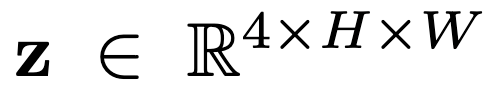 𝐳 ∈ ℝ^{4×H×W}